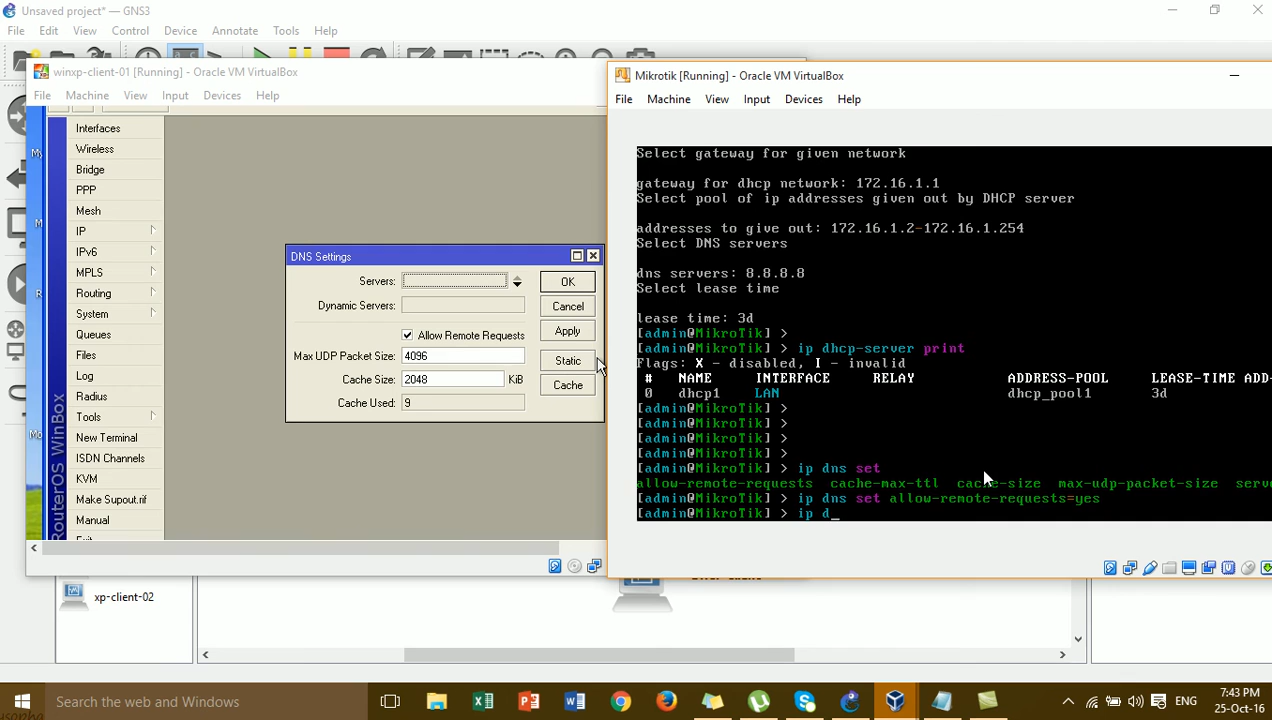 Unsaved project* — GNS3
File Edit View Control Device Annotate Tools Help
winxp-client-01 [Running] - Oracle VM VirtualBox
File Machine View Input Devices Help
Interfaces
Wireless
Bridge
PPP
Mesh
IP
IPv6
MPLS
Routing
System
Queues
Files
Log
Radius
Tools
New Terminal
ISDN Channels
KVM
Make Supout.rif
Manual
Exit
RouterOS WinBox
DNS Settings
Servers:
Dynamic Servers:
Allow Remote Requests
Max UDP Packet Size: 4096
Cache Size: 2048 KiB
Cache Used: 9
OK
Cancel
Apply
Static
Cache
Mikrotik [Running] - Oracle VM VirtualBox
File Machine View Input Devices Help
Select gateway for given network
gateway for dhcp network: 172.16.1.1
Select pool of ip addresses given out by DHCP server
addresses to give out: 172.16.1.2-172.16.1.254
Select DNS servers
dns servers: 8.8.8.8
Select lease time
lease time: 3d
[admin@MikroTik] >
[admin@MikroTik] > ip dhcp-server print
Flags: X - disabled, I - invalid
# NAME INTERFACE RELAY ADDRESS-POOL LEASE-TIME ADD-
0 dhcp1 LAN dhcp_pool1 3d
[admin@MikroTik] >
[admin@MikroTik] >
[admin@MikroTik] >
[admin@MikroTik] >
[admin@MikroTik] > ip dns set
allow-remote-requests cache-max-ttl cache-size max-udp-packet-size serve
[admin@MikroTik] > ip dns set allow-remote-requests=yes
[admin@MikroTik] > ip d_
xp-client-02
Search the web and Windows
ENG
7:43 PM
25-Oct-16